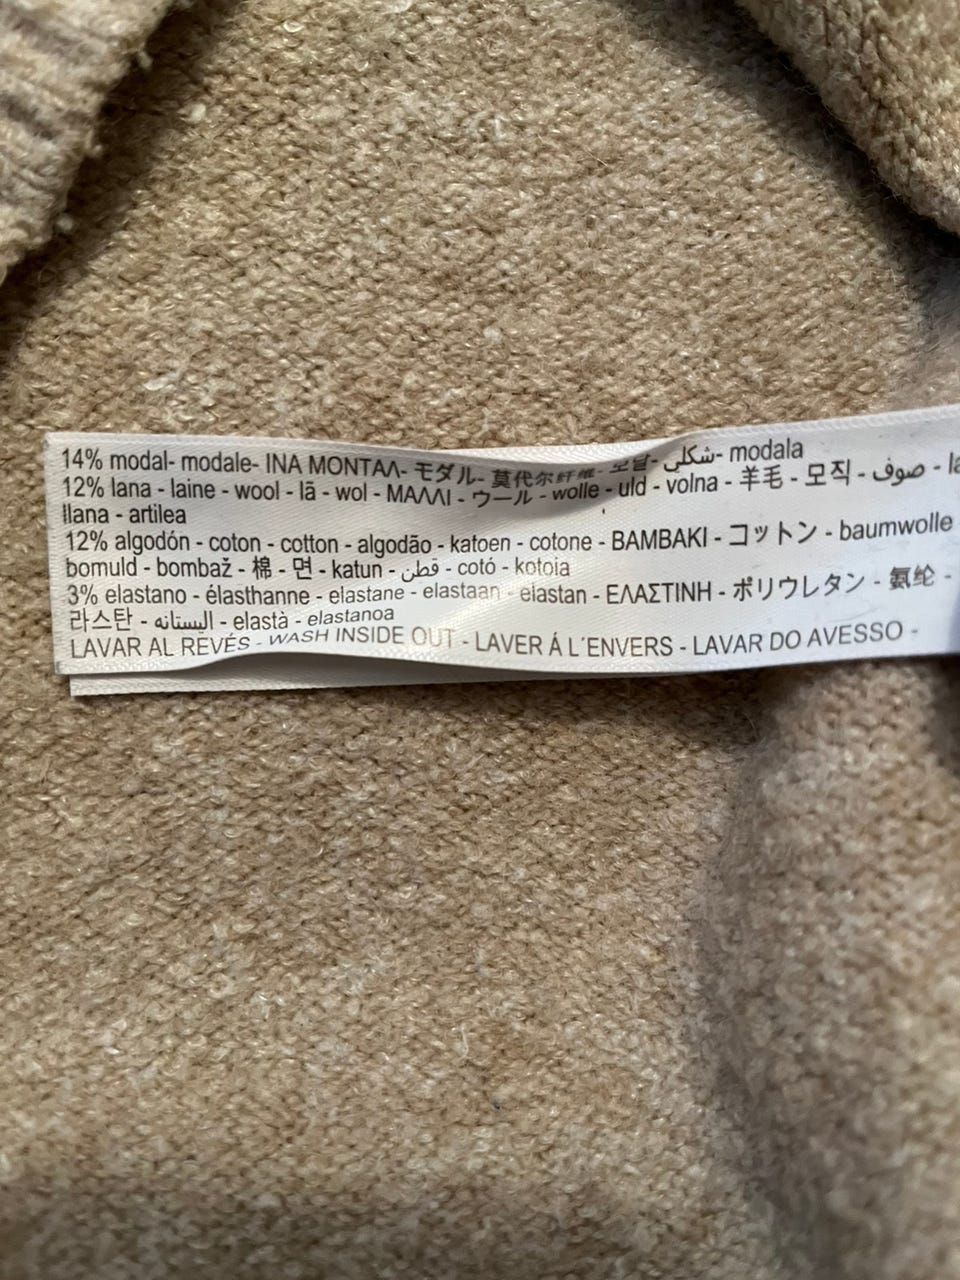 14% modal- modale- INA MONTAΛ- モダル- 莫代尔纤维- 모달- شكلي- modala
12% lana - laine - wool - lã - wol - ΜΑΛΛΙ - ウール - wolle - uld - volna - 羊毛 - 모직 - صوف -
llana - artilea
12% algodón - coton - cotton - algodão - katoen - cotone - BAMBAKI - コットン - baumwolle
bomuld - bombaž - 棉 - 면 - katun - قطن - cotó - kotoia
3% elastano - élasthanne - elastane - elastaan - elastan - ΕΛΑΣΤΙΝΗ - ポリウレタン - 氨纶 -
라스탄 - اليستانه - elastà - elastanoa
LAVAR AL REVÉS - WASH INSIDE OUT - LAVER Á L´ENVERS - LAVAR DO AVESSO -